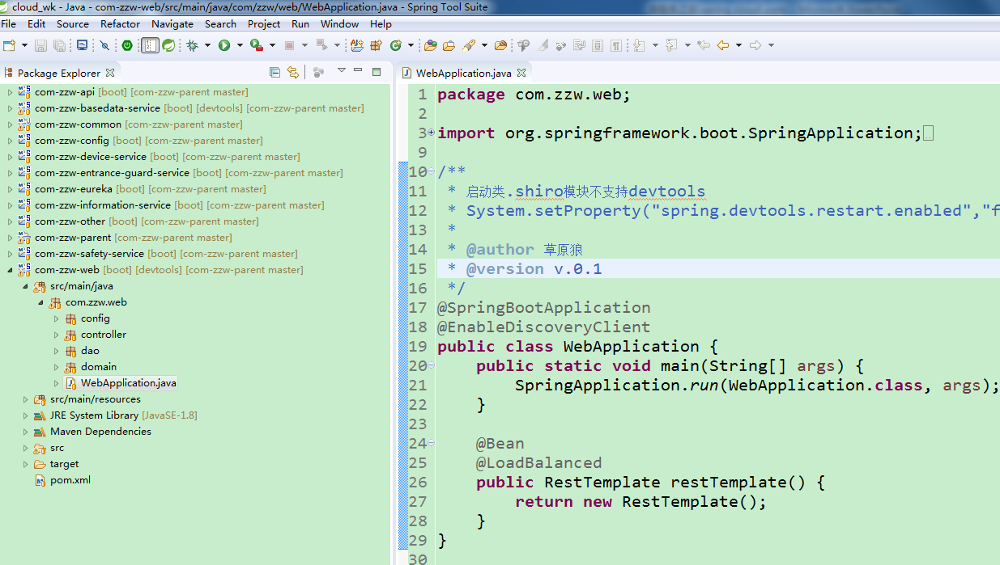 cloud_wk - Java - com-zzw-web/src/main/java/com/zzw/web/WebApplication.java - Spring Tool Suite
File Edit Source Refactor Navigate Search Project Run Window Help
Package Explorer
com-zzw-api [boot] [com-zzw-parent master]
com-zzw-basedata-service [boot] [devtools] [com-zzw-parent master]
com-zzw-common [com-zzw-parent master]
com-zzw-config [boot] [com-zzw-parent master]
com-zzw-device-service [boot] [com-zzw-parent master]
com-zzw-entrance-guard-service [boot] [com-zzw-parent master]
com-zzw-eureka [boot] [com-zzw-parent master]
com-zzw-information-service [boot] [com-zzw-parent master]
com-zzw-other [boot] [com-zzw-parent master]
com-zzw-parent [com-zzw-parent master]
com-zzw-safety-service [boot] [com-zzw-parent master]
com-zzw-web [boot] [devtools] [com-zzw-parent master]
src/main/java
com.zzw.web
config
controller
dao
domain
WebApplication.java
src/main/resources
JRE System Library [JavaSE-1.8]
Maven Dependencies
src
target
pom.xml
WebApplication.java
1 package com.zzw.web;
2
3 import org.springframework.boot.SpringApplication;
9
10 /**
11 * 启动类.shiro模块不支持devtools
12 * System.setProperty("spring.devtools.restart.enabled","f
13 *
14 * @author 草原狼
15 * @version v.0.1
16 */
17 @SpringBootApplication
18 @EnableDiscoveryClient
19 public class WebApplication {
20 public static void main(String[] args) {
21 SpringApplication.run(WebApplication.class, args);
22 }
23
24 @Bean
25 @LoadBalanced
26 public RestTemplate restTemplate() {
27 return new RestTemplate();
28 }
29 }
30